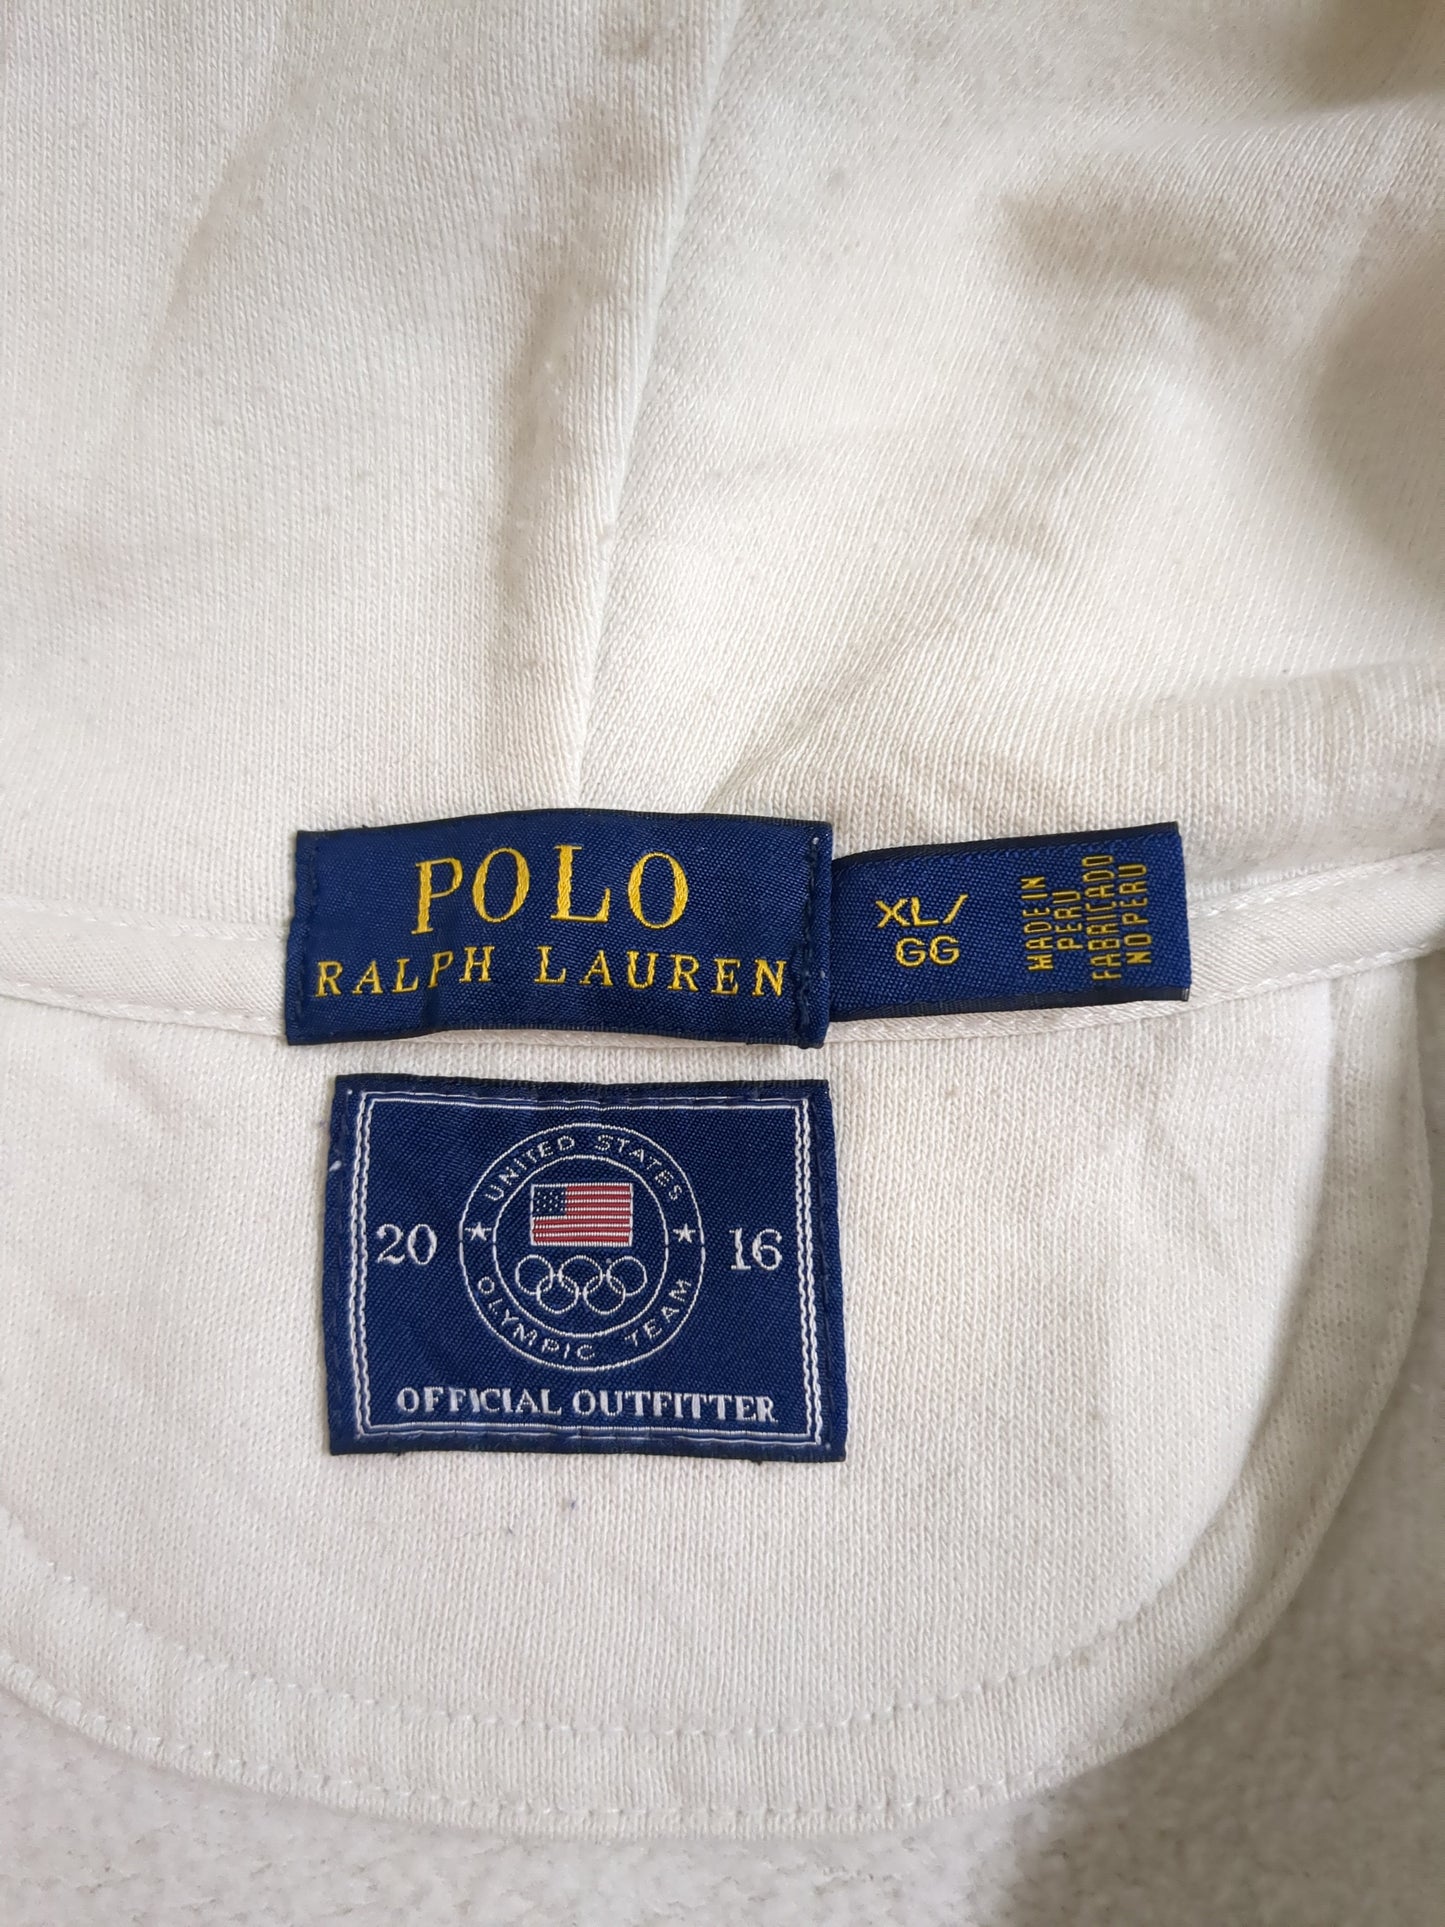 POLO
RALPH LAUREN
XL/
GG
MADE IN
PERU
FABRICADO
NO PERU
UNITED STATES
20 16
OLYMPIC TEAM
OFFICIAL OUTFITTER